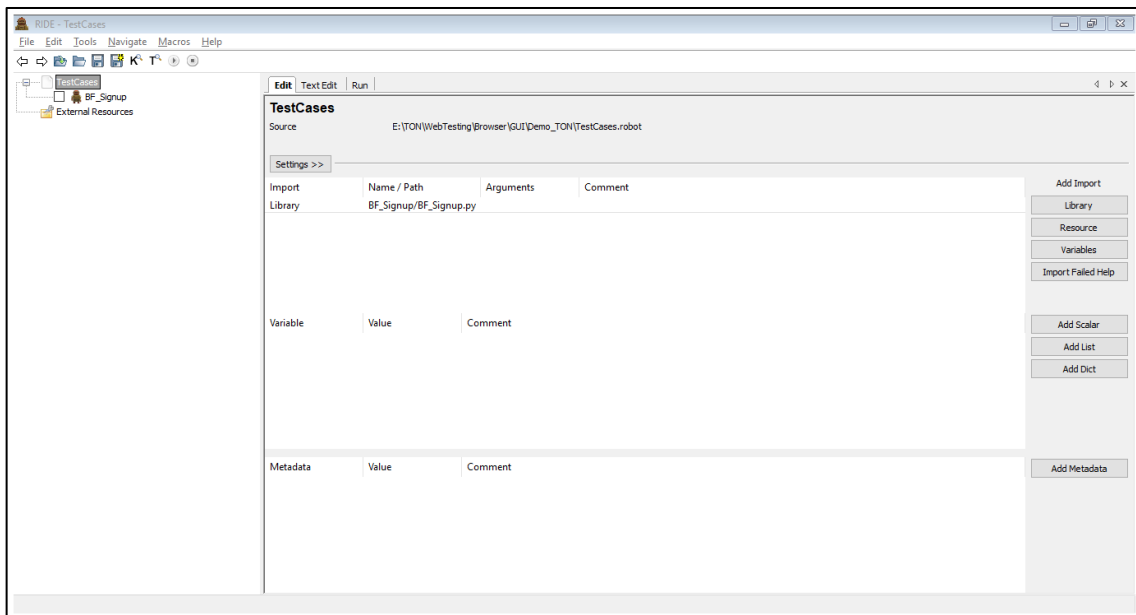 RIDE - TestCases
File Edit Tools Navigate Macros Help
TestCases
BF_Signup
External Resources
Edit Text Edit Run
TestCases
Source E:\TON\WebTesting\Browser\GUI\Demo_TON\TestCases.robot
Settings >>
Import Name / Path Arguments Comment Add Import
Library BF_Signup/BF_Signup.py Library
Resource
Variables
Import Failed Help
Variable Value Comment Add Scalar
Add List
Add Dict
Metadata Value Comment Add Metadata